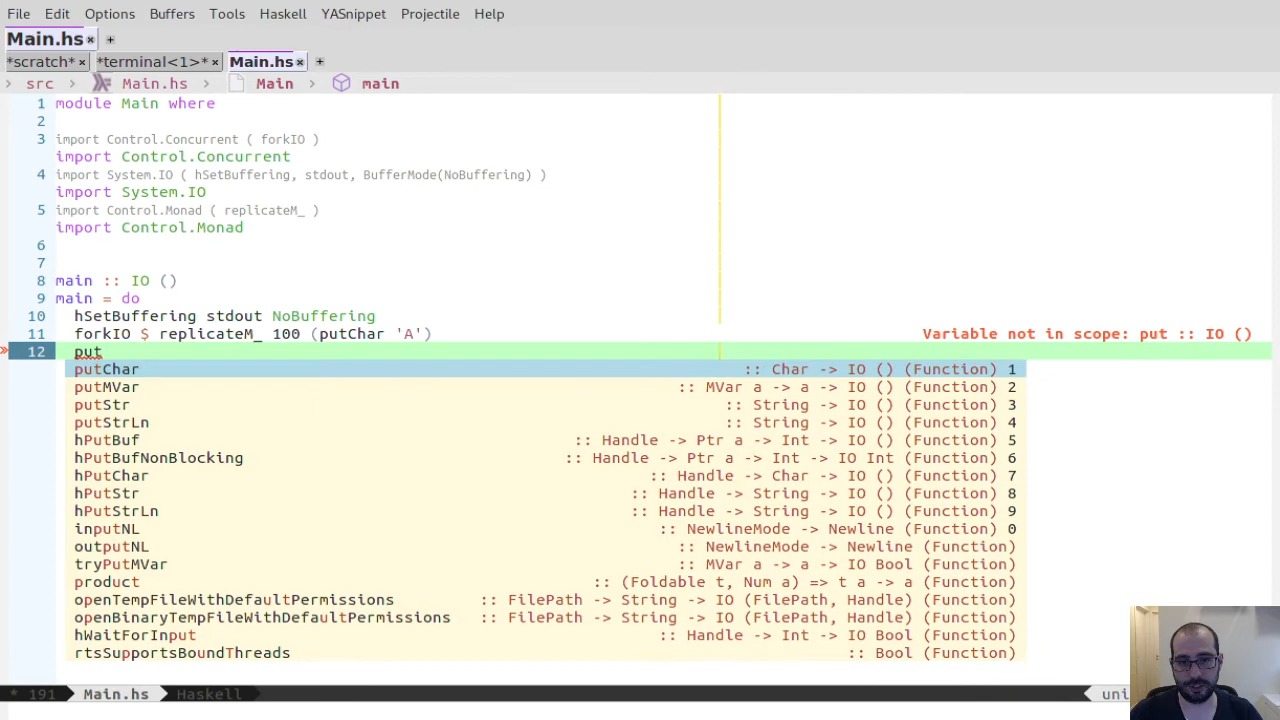 File Edit Options Buffers Tools Haskell YASnippet Projectile Help
Main.hs × +
*scratch* × *terminal<1>* × Main.hs × +
> src > Main.hs > Main > main
1 module Main where
2
3 import Control.Concurrent ( forkIO )
import Control.Concurrent
4 import System.IO ( hSetBuffering, stdout, BufferMode(NoBuffering) )
import System.IO
5 import Control.Monad ( replicateM_ )
import Control.Monad
6
7
8 main :: IO ()
9 main = do
10 hSetBuffering stdout NoBuffering
11 forkIO $ replicateM_ 100 (putChar 'A') Variable not in scope: put :: IO ()
» 12 put
putChar :: Char -> IO () (Function) 1
putMVar :: MVar a -> a -> IO () (Function) 2
putStr :: String -> IO () (Function) 3
putStrLn :: String -> IO () (Function) 4
hPutBuf :: Handle -> Ptr a -> Int -> IO () (Function) 5
hPutBufNonBlocking :: Handle -> Ptr a -> Int -> IO Int (Function) 6
hPutChar :: Handle -> Char -> IO () (Function) 7
hPutStr :: Handle -> String -> IO () (Function) 8
hPutStrLn :: Handle -> String -> IO () (Function) 9
inputNL :: NewlineMode -> Newline (Function) 0
outputNL :: NewlineMode -> Newline (Function)
tryPutMVar :: MVar a -> a -> IO Bool (Function)
product :: (Foldable t, Num a) => t a -> a (Function)
openTempFileWithDefaultPermissions :: FilePath -> String -> IO (FilePath, Handle) (Function)
openBinaryTempFileWithDefaultPermissions :: FilePath -> String -> IO (FilePath, Handle) (Function)
hWaitForInput :: Handle -> Int -> IO Bool (Function)
rtsSupportsBoundThreads :: Bool (Function)
* 191 Main.hs Haskell uni